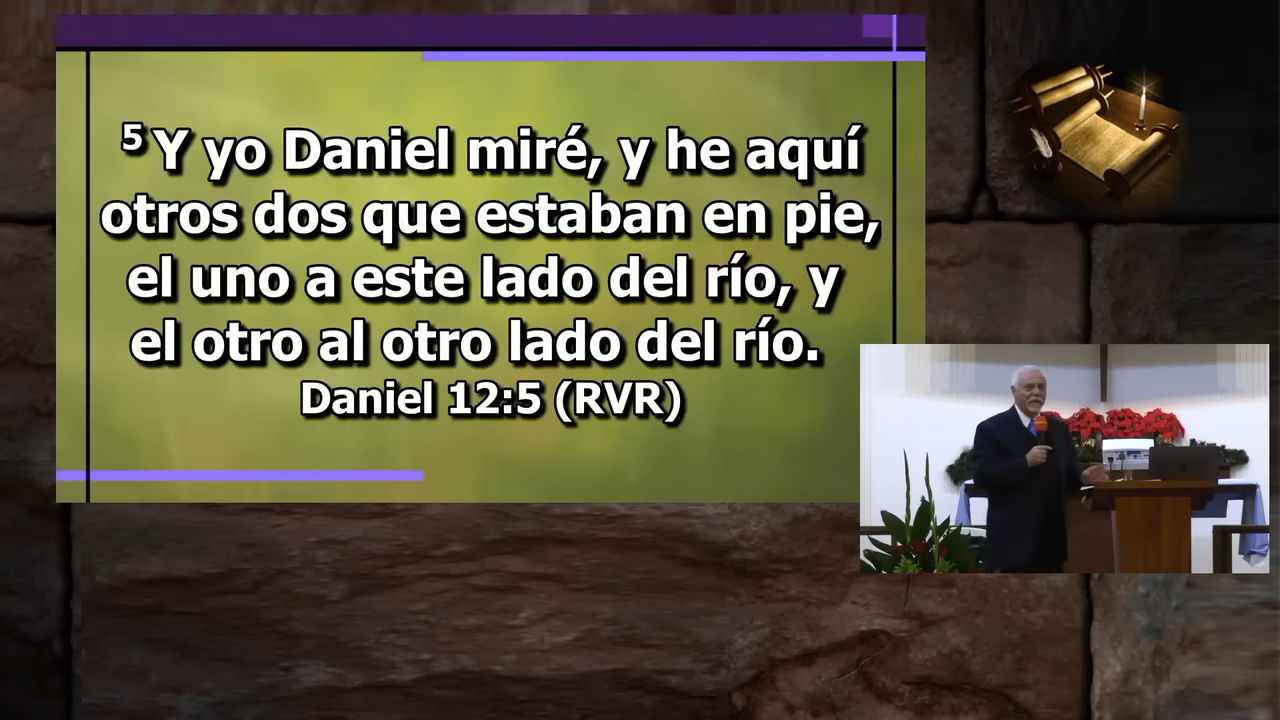 5 Y yo Daniel miré, y he aquí
otros dos que estaban en pie,
el uno a este lado del río, y
el otro al otro lado del río.
Daniel 12:5 (RVR)